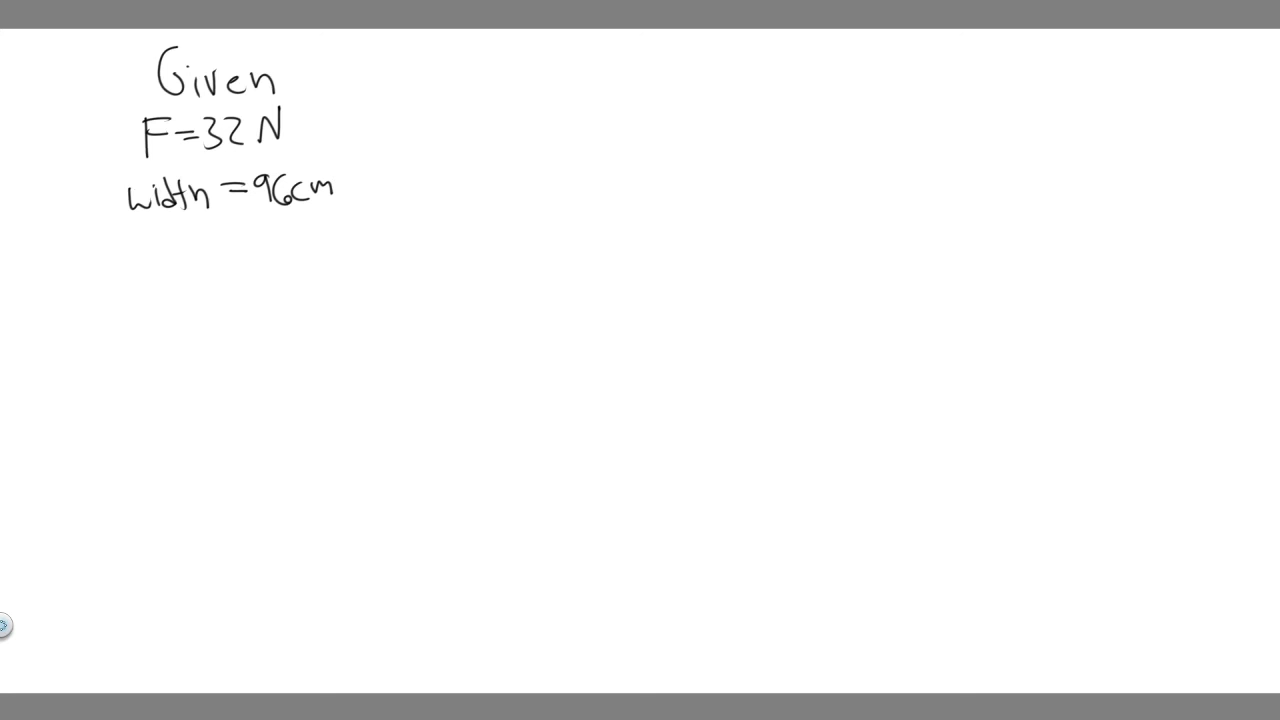 Given
F=32 N
width = 96cm